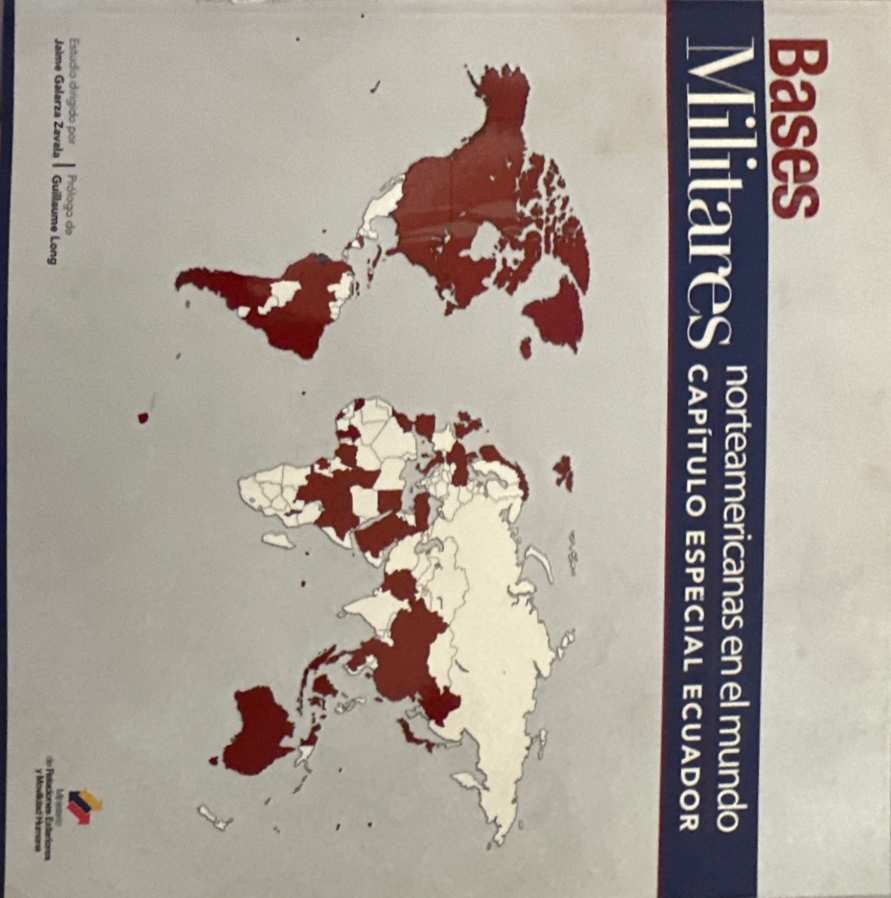 Bases
Militares norteamericanas en el mundo
CAPÍTULO ESPECIAL ECUADOR
Estudio dirigido por
Jaime Galarza Zavala
Prólogo de
Guillaume Long
Ministerio
de Relaciones Exteriores
y Movilidad Humana